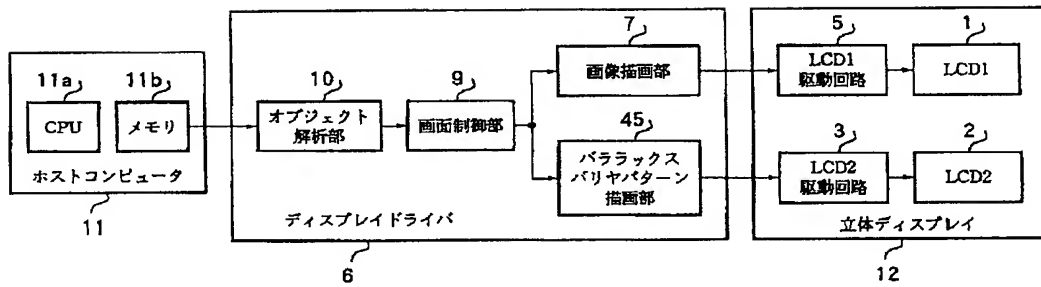 11a
11b
CPU
メモリ
ホストコンピュータ
11
10
オブジェクト
解析部
9
画面制御部
7
画像描画部
45
パララックス
バリヤパターン
描画部
ディスプレイドライバ
6
5
LCD1
駆動回路
1
LCD1
3
LCD2
駆動回路
2
LCD2
立体ディスプレイ
12